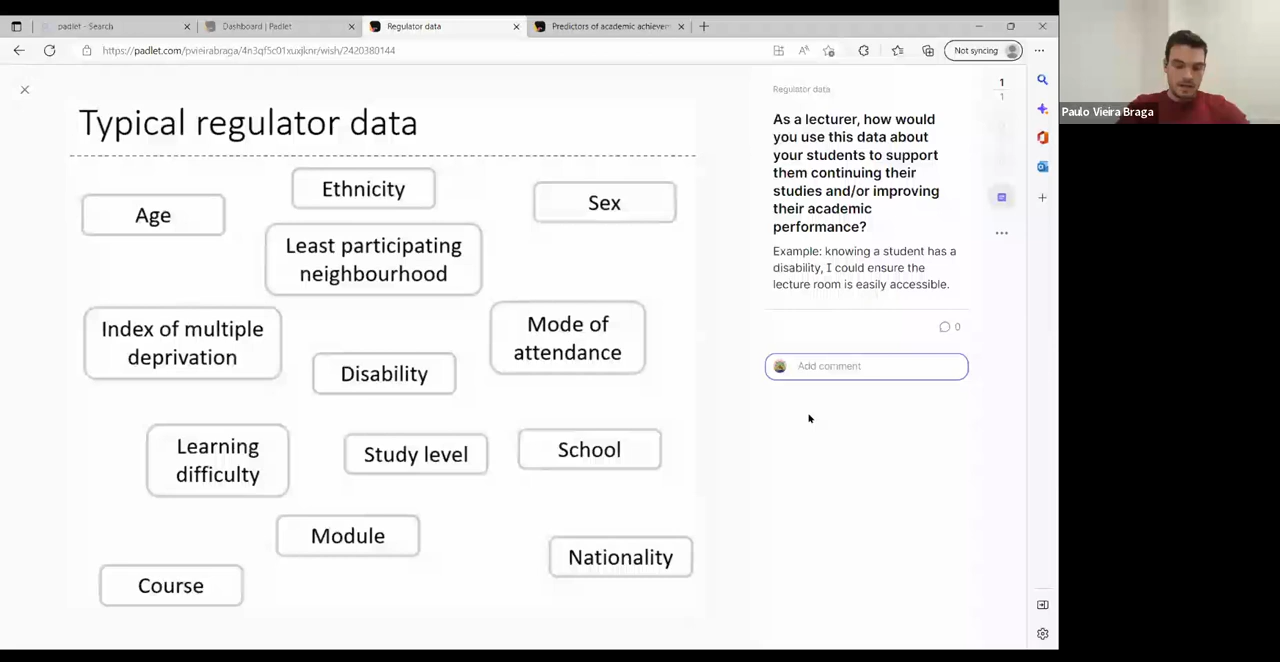 padlet - Search
Dashboard | Padlet
Regulator data
Predictors of academic achievem
https://padlet.com/pvieirabraga/4n3qf5c01xuxjknr/wish/2420380144
Not syncing
Paulo Vieira Braga
Typical regulator data
Age
Ethnicity
Sex
Least participating
neighbourhood
Index of multiple
deprivation
Mode of
attendance
Disability
Learning
difficulty
Study level
School
Module
Nationality
Course
Regulator data
As a lecturer, how would
you use this data about
your students to support
them continuing their
studies and/or improving
their academic
performance?
Example: knowing a student has a
disability, I could ensure the
lecture room is easily accessible.
0
Add comment
1
1